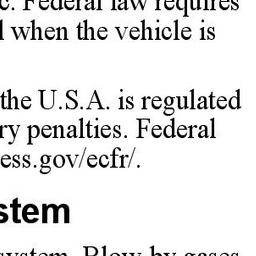 c. Federal law requires
l when the vehicle is
the U.S.A. is regulated
ry penalties. Federal
ess.gov/ecfr/.
stem
system. Blow-by gases